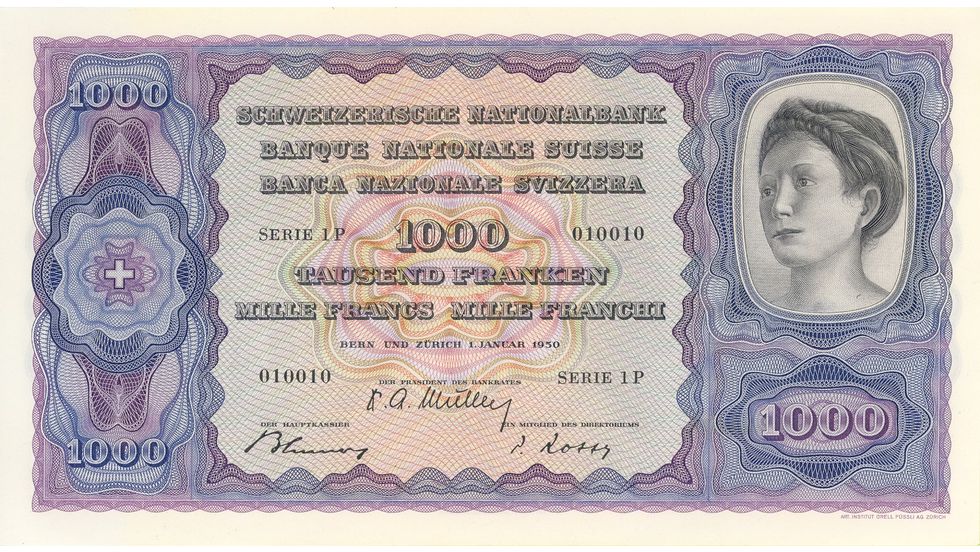 1000
SCHWEIZERISCHE NATIONALBANK
BANQUE NATIONALE SUISSE
BANCA NAZIONALE SVIZZERA
SERIE 1P 1000 010010
TAUSEND FRANKEN
MILLE FRANCS MILLE FRANCHI
BERN UND ZÜRICH 1. JANUAR 1950
010010 SERIE 1P
DER PRÄSIDENT DES BANKRATES
DER HAUPTKASSIER EIN MITGLIED DES DIREKTORIUMS
1000
1000
ART. INSTITUT ORELL FÜSSLI AG. ZÜRICH